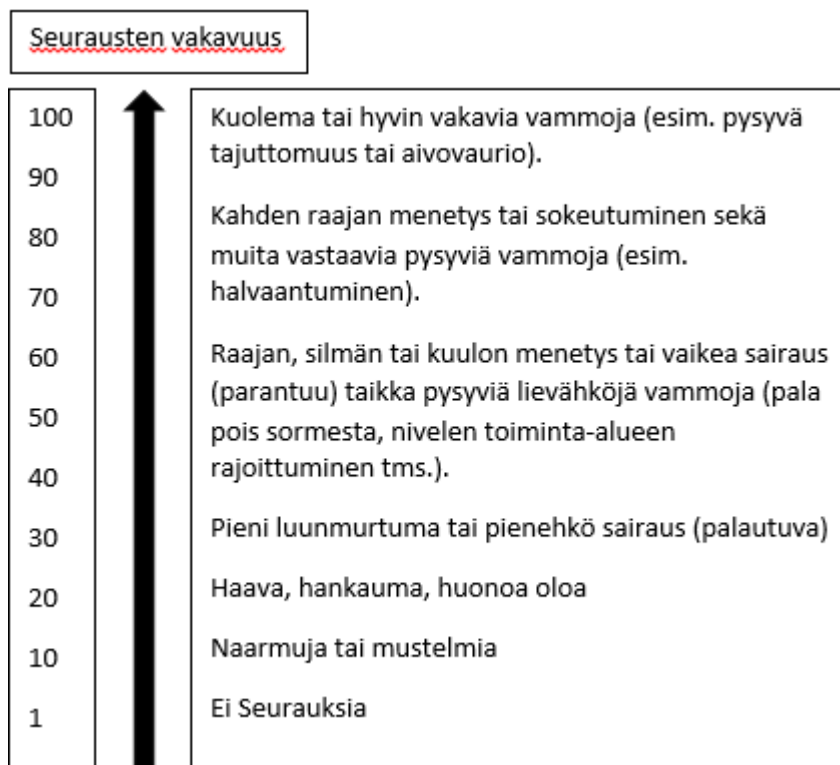 Seurausten vakavuus
100
90
80
70
60
50
40
30
20
10
1
Kuolema tai hyvin vakavia vammoja (esim. pysyvä
tajuttomuus tai aivovaurio).
Kahden raajan menetys tai sokeutuminen sekä
muita vastaavia pysyviä vammoja (esim.
halvaantuminen).
Raajan, silmän tai kuulon menetys tai vaikea sairaus
(parantuu) taikka pysyviä lievähköjä vammoja (pala
pois sormesta, nivelen toiminta-alueen
rajoittuminen tms.).
Pieni luunmurtuma tai pienehkö sairaus (palautuva)
Haava, hankauma, huonoa oloa
Naarmuja tai mustelmia
Ei Seurauksia